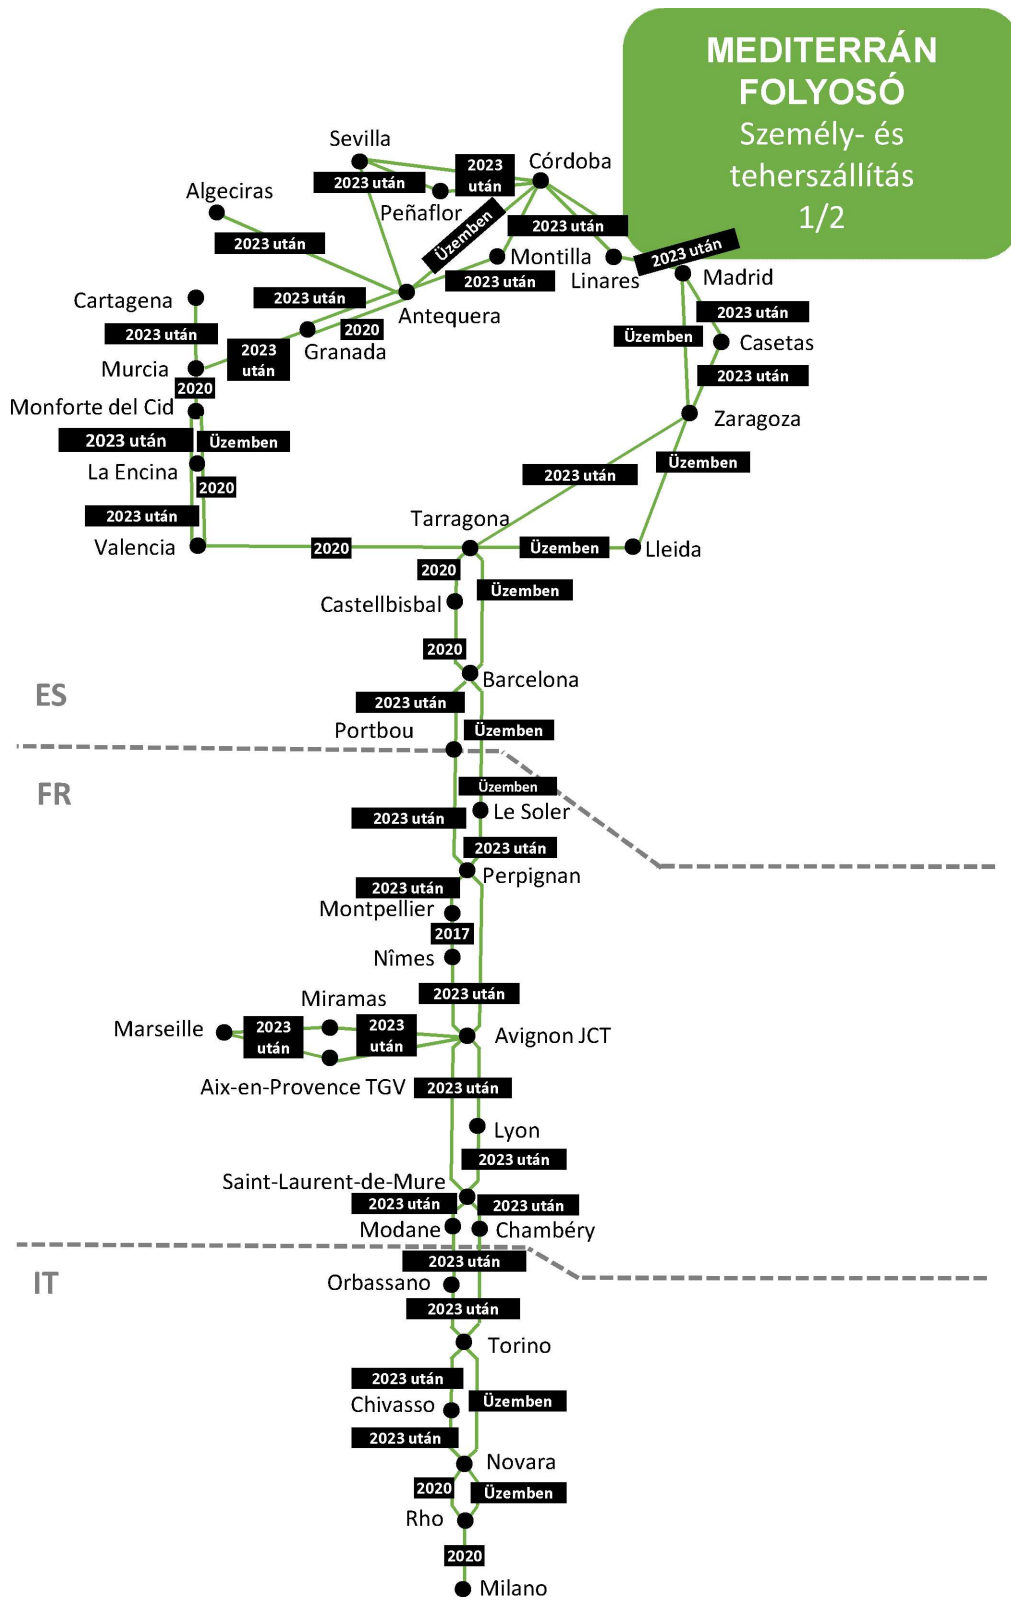 MEDITERRÁN
FOLYOSÓ
Személy- és
teherszállítás
1/2
Sevilla
Córdoba
2023
után
2023 után
Algeciras
Peñaflor
Üzemben
2023 után
2023 után
Montilla
Linares
2023 után
Madrid
2023 után
Cartagena
2023 után
Antequera
2023 után
2020
Üzemben
Casetas
2023 után
Granada
2023
után
Murcia
2023 után
2020
Monforte del Cid
Zaragoza
2023 után
Üzemben
La Encina
2023 után
Üzemben
2020
2023 után
Tarragona
Valencia
2020
Üzemben
Lleida
2020
Üzemben
Castellbisbal
2020
Barcelona
ES
2023 után
Portbou
Üzemben
FR
Üzemben
Le Soler
2023 után
2023 után
Perpignan
2023 után
Montpellier
2017
Nîmes
2023 után
Miramas
Marseille
2023
után
2023
után
Avignon JCT
Aix-en-Provence TGV
2023 után
Lyon
2023 után
Saint-Laurent-de-Mure
2023 után
2023 után
Modane
Chambéry
2023 után
IT
Orbassano
2023 után
Torino
2023 után
Chivasso
Üzemben
2023 után
Novara
2020
Üzemben
Rho
2020
Milano